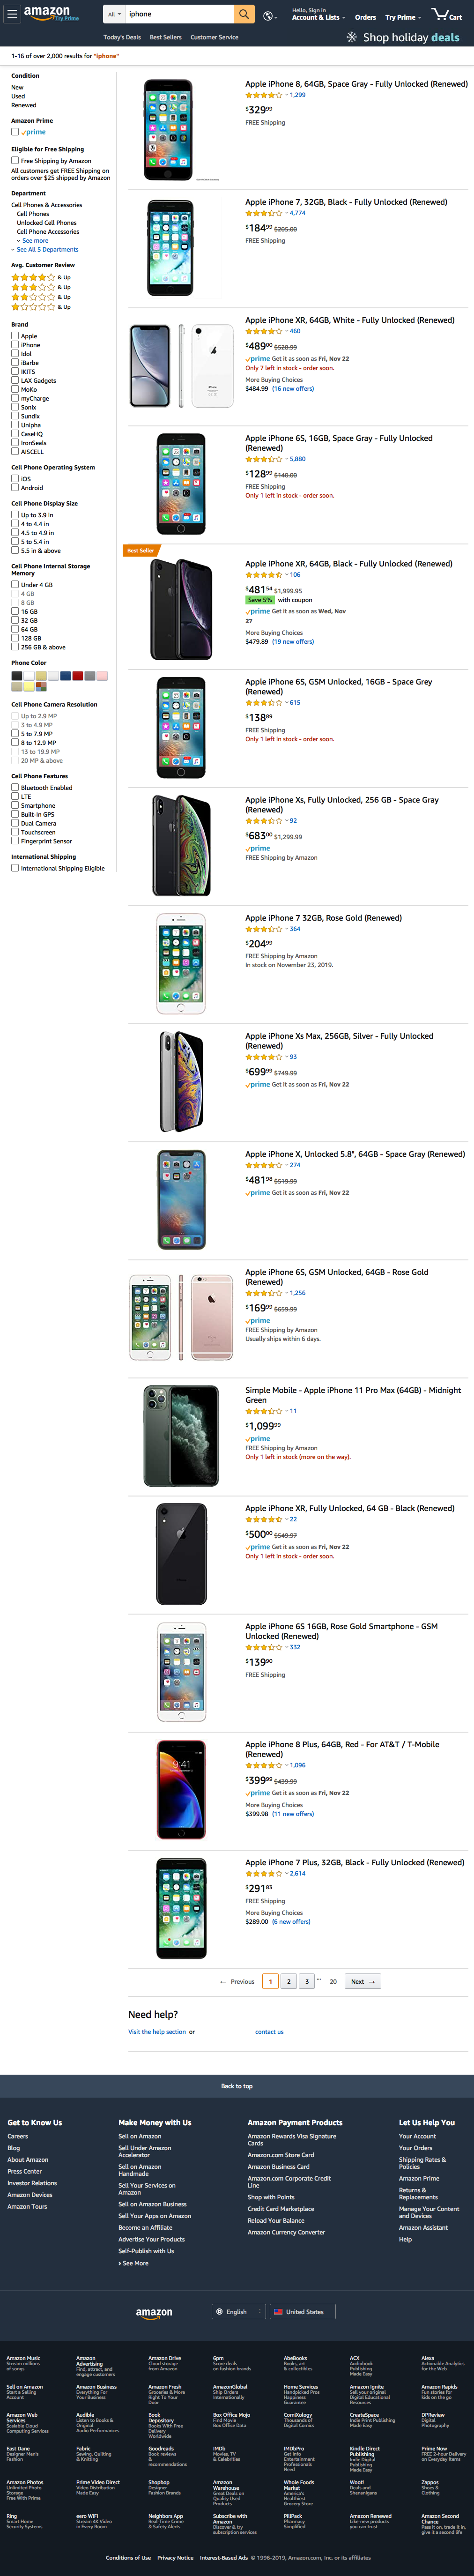 amazon
Try Prime
All
iphone
Hello, Sign in
Account & Lists
Orders
Try Prime
Cart
Today's Deals
Best Sellers
Customer Service
Shop holiday deals
1-16 of over 2,000 results for "iphone"
Condition
New
Used
Renewed
Amazon Prime
prime
Eligible for Free Shipping
Free Shipping by Amazon
All customers get FREE Shipping on
orders over $25 shipped by Amazon
Department
Cell Phones & Accessories
Cell Phones
Unlocked Cell Phones
Cell Phone Accessories
See more
See All 5 Departments
Avg. Customer Review
& Up
& Up
& Up
& Up
Brand
Apple
iPhone
Idol
iBarbe
IKITS
LAX Gadgets
MoKo
myCharge
Sonix
Sundix
Unipha
CaseHQ
IronSeals
AISCELL
Cell Phone Operating System
iOS
Android
Cell Phone Display Size
Up to 3.9 in
4 to 4.4 in
4.5 to 4.9 in
5 to 5.4 in
5.5 in & above
Cell Phone Internal Storage
Memory
Under 4 GB
4 GB
8 GB
16 GB
32 GB
64 GB
128 GB
256 GB & above
Phone Color
Cell Phone Camera Resolution
Up to 2.9 MP
3 to 4.9 MP
5 to 7.9 MP
8 to 12.9 MP
13 to 19.9 MP
20 MP & above
Cell Phone Features
Bluetooth Enabled
LTE
Smartphone
Built-In GPS
Dual Camera
Touchscreen
Fingerprint Sensor
International Shipping
International Shipping Eligible
Apple iPhone 8, 64GB, Space Gray - Fully Unlocked (Renewed)
1,299
$329 99
FREE Shipping
Apple iPhone 7, 32GB, Black - Fully Unlocked (Renewed)
4,774
$184 99 $205.00
FREE Shipping
Apple iPhone XR, 64GB, White - Fully Unlocked (Renewed)
460
$489 00 $528.99
prime Get it as soon as Fri, Nov 22
Only 7 left in stock - order soon.
More Buying Choices
$484.99 (16 new offers)
Apple iPhone 6S, 16GB, Space Gray - Fully Unlocked
(Renewed)
5,880
$128 99 $140.00
FREE Shipping
Only 1 left in stock - order soon.
Best Seller
Apple iPhone XR, 64GB, Black - Fully Unlocked (Renewed)
106
$481 54 $1,999.95
Save 5% with coupon
prime Get it as soon as Wed, Nov
27
More Buying Choices
$479.89 (19 new offers)
Apple iPhone 6S, GSM Unlocked, 16GB - Space Grey
(Renewed)
615
$138 89
FREE Shipping
Only 1 left in stock - order soon.
Apple iPhone Xs, Fully Unlocked, 256 GB - Space Gray
(Renewed)
92
$683 00 $1,299.99
prime
FREE Shipping by Amazon
Apple iPhone 7 32GB, Rose Gold (Renewed)
364
$204 99
FREE Shipping by Amazon
In stock on November 23, 2019.
Apple iPhone Xs Max, 256GB, Silver - Fully Unlocked
(Renewed)
93
$699 99 $749.99
prime Get it as soon as Fri, Nov 22
Apple iPhone X, Unlocked 5.8", 64GB - Space Gray (Renewed)
274
$481 98 $519.99
prime Get it as soon as Fri, Nov 22
Apple iPhone 6S, GSM Unlocked, 64GB - Rose Gold
(Renewed)
1,256
$169 99 $659.99
prime
FREE Shipping by Amazon
Usually ships within 6 days.
Simple Mobile - Apple iPhone 11 Pro Max (64GB) - Midnight
Green
11
$1,099 99
prime
FREE Shipping by Amazon
Only 1 left in stock (more on the way).
Apple iPhone XR, Fully Unlocked, 64 GB - Black (Renewed)
22
$500 00 $549.97
prime Get it as soon as Fri, Nov 22
Only 1 left in stock - order soon.
Apple iPhone 6S 16GB, Rose Gold Smartphone - GSM
Unlocked (Renewed)
332
$139 90
FREE Shipping
9:41
Apple iPhone 8 Plus, 64GB, Red - For AT&T / T-Mobile
(Renewed)
1,096
$399 99 $439.99
prime Get it as soon as Fri, Nov 22
More Buying Choices
$399.98 (11 new offers)
Apple iPhone 7 Plus, 32GB, Black - Fully Unlocked (Renewed)
2,614
$291 83
FREE Shipping
More Buying Choices
$289.00 (6 new offers)
← Previous 1 2 3 ... 20 Next →
Need help?
Visit the help section or contact us
Back to top
Get to Know Us
Careers
Blog
About Amazon
Press Center
Investor Relations
Amazon Devices
Amazon Tours
Make Money with Us
Sell on Amazon
Sell Under Amazon
Accelerator
Sell on Amazon
Handmade
Sell Your Services on
Amazon
Sell on Amazon Business
Sell Your Apps on Amazon
Become an Affiliate
Advertise Your Products
Self-Publish with Us
› See More
Amazon Payment Products
Amazon Rewards Visa Signature
Cards
Amazon.com Store Card
Amazon Business Card
Amazon.com Corporate Credit
Line
Shop with Points
Credit Card Marketplace
Reload Your Balance
Amazon Currency Converter
Let Us Help You
Your Account
Your Orders
Shipping Rates &
Policies
Amazon Prime
Returns &
Replacements
Manage Your Content
and Devices
Amazon Assistant
Help
amazon
English
United States
Amazon Music
Stream millions
of songs
Amazon
Advertising
Find, attract, and
engage customers
Amazon Drive
Cloud storage
from Amazon
6pm
Score deals
on fashion brands
AbeBooks
Books, art
& collectibles
ACX
Audiobook
Publishing
Made Easy
Alexa
Actionable Analytics
for the Web
Sell on Amazon
Start a Selling
Account
Amazon Business
Everything For
Your Business
Amazon Fresh
Groceries & More
Right To Your
Door
AmazonGlobal
Ship Orders
Internationally
Home Services
Handpicked Pros
Happiness
Guarantee
Amazon Ignite
Sell your original
Digital Educational
Resources
Amazon Rapids
Fun stories for
kids on the go
Amazon Web
Services
Scalable Cloud
Computing Services
Audible
Listen to Books &
Original
Audio Performances
Book
Depository
Books With Free
Delivery
Worldwide
Box Office Mojo
Find Movie
Box Office Data
ComiXology
Thousands of
Digital Comics
CreateSpace
Indie Print Publishing
Made Easy
DPReview
Digital
Photography
East Dane
Designer Men's
Fashion
Fabric
Sewing, Quilting
& Knitting
Goodreads
Book reviews
&
recommendations
IMDb
Movies, TV
& Celebrities
IMDbPro
Get Info
Entertainment
Professionals
Need
Kindle Direct
Publishing
Indie Digital
Publishing
Made Easy
Prime Now
FREE 2-hour Delivery
on Everyday Items
Amazon Photos
Unlimited Photo
Storage
Free With Prime
Prime Video Direct
Video Distribution
Made Easy
Shopbop
Designer
Fashion Brands
Amazon
Warehouse
Great Deals on
Quality Used
Products
Whole Foods
Market
America's
Healthiest
Grocery Store
Woot!
Deals and
Shenanigans
Zappos
Shoes &
Clothing
Ring
Smart Home
Security Systems
eero WiFi
Stream 4K Video
in Every Room
Neighbors App
Real-Time Crime
& Safety Alerts
Subscribe with
Amazon
Discover & try
subscription services
PillPack
Pharmacy
Simplified
Amazon Renewed
Like-new products
you can trust
Amazon Second
Chance
Pass it on, trade it in,
give it a second life
Conditions of Use Privacy Notice Interest-Based Ads © 1996-2019, Amazon.com, Inc. or its affiliates